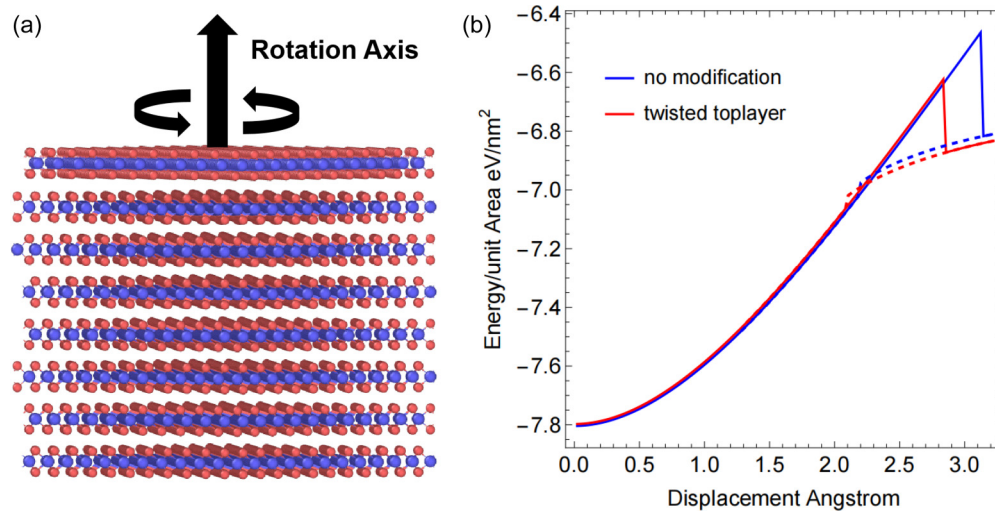 (a)
Rotation Axis
(b)
Energy/unit Area eV/nm²
−6.4
−6.6
−6.8
−7.0
−7.2
−7.4
−7.6
−7.8
no modification
twisted toplayer
0.0 0.5 1.0 1.5 2.0 2.5 3.0
Displacement Angstrom